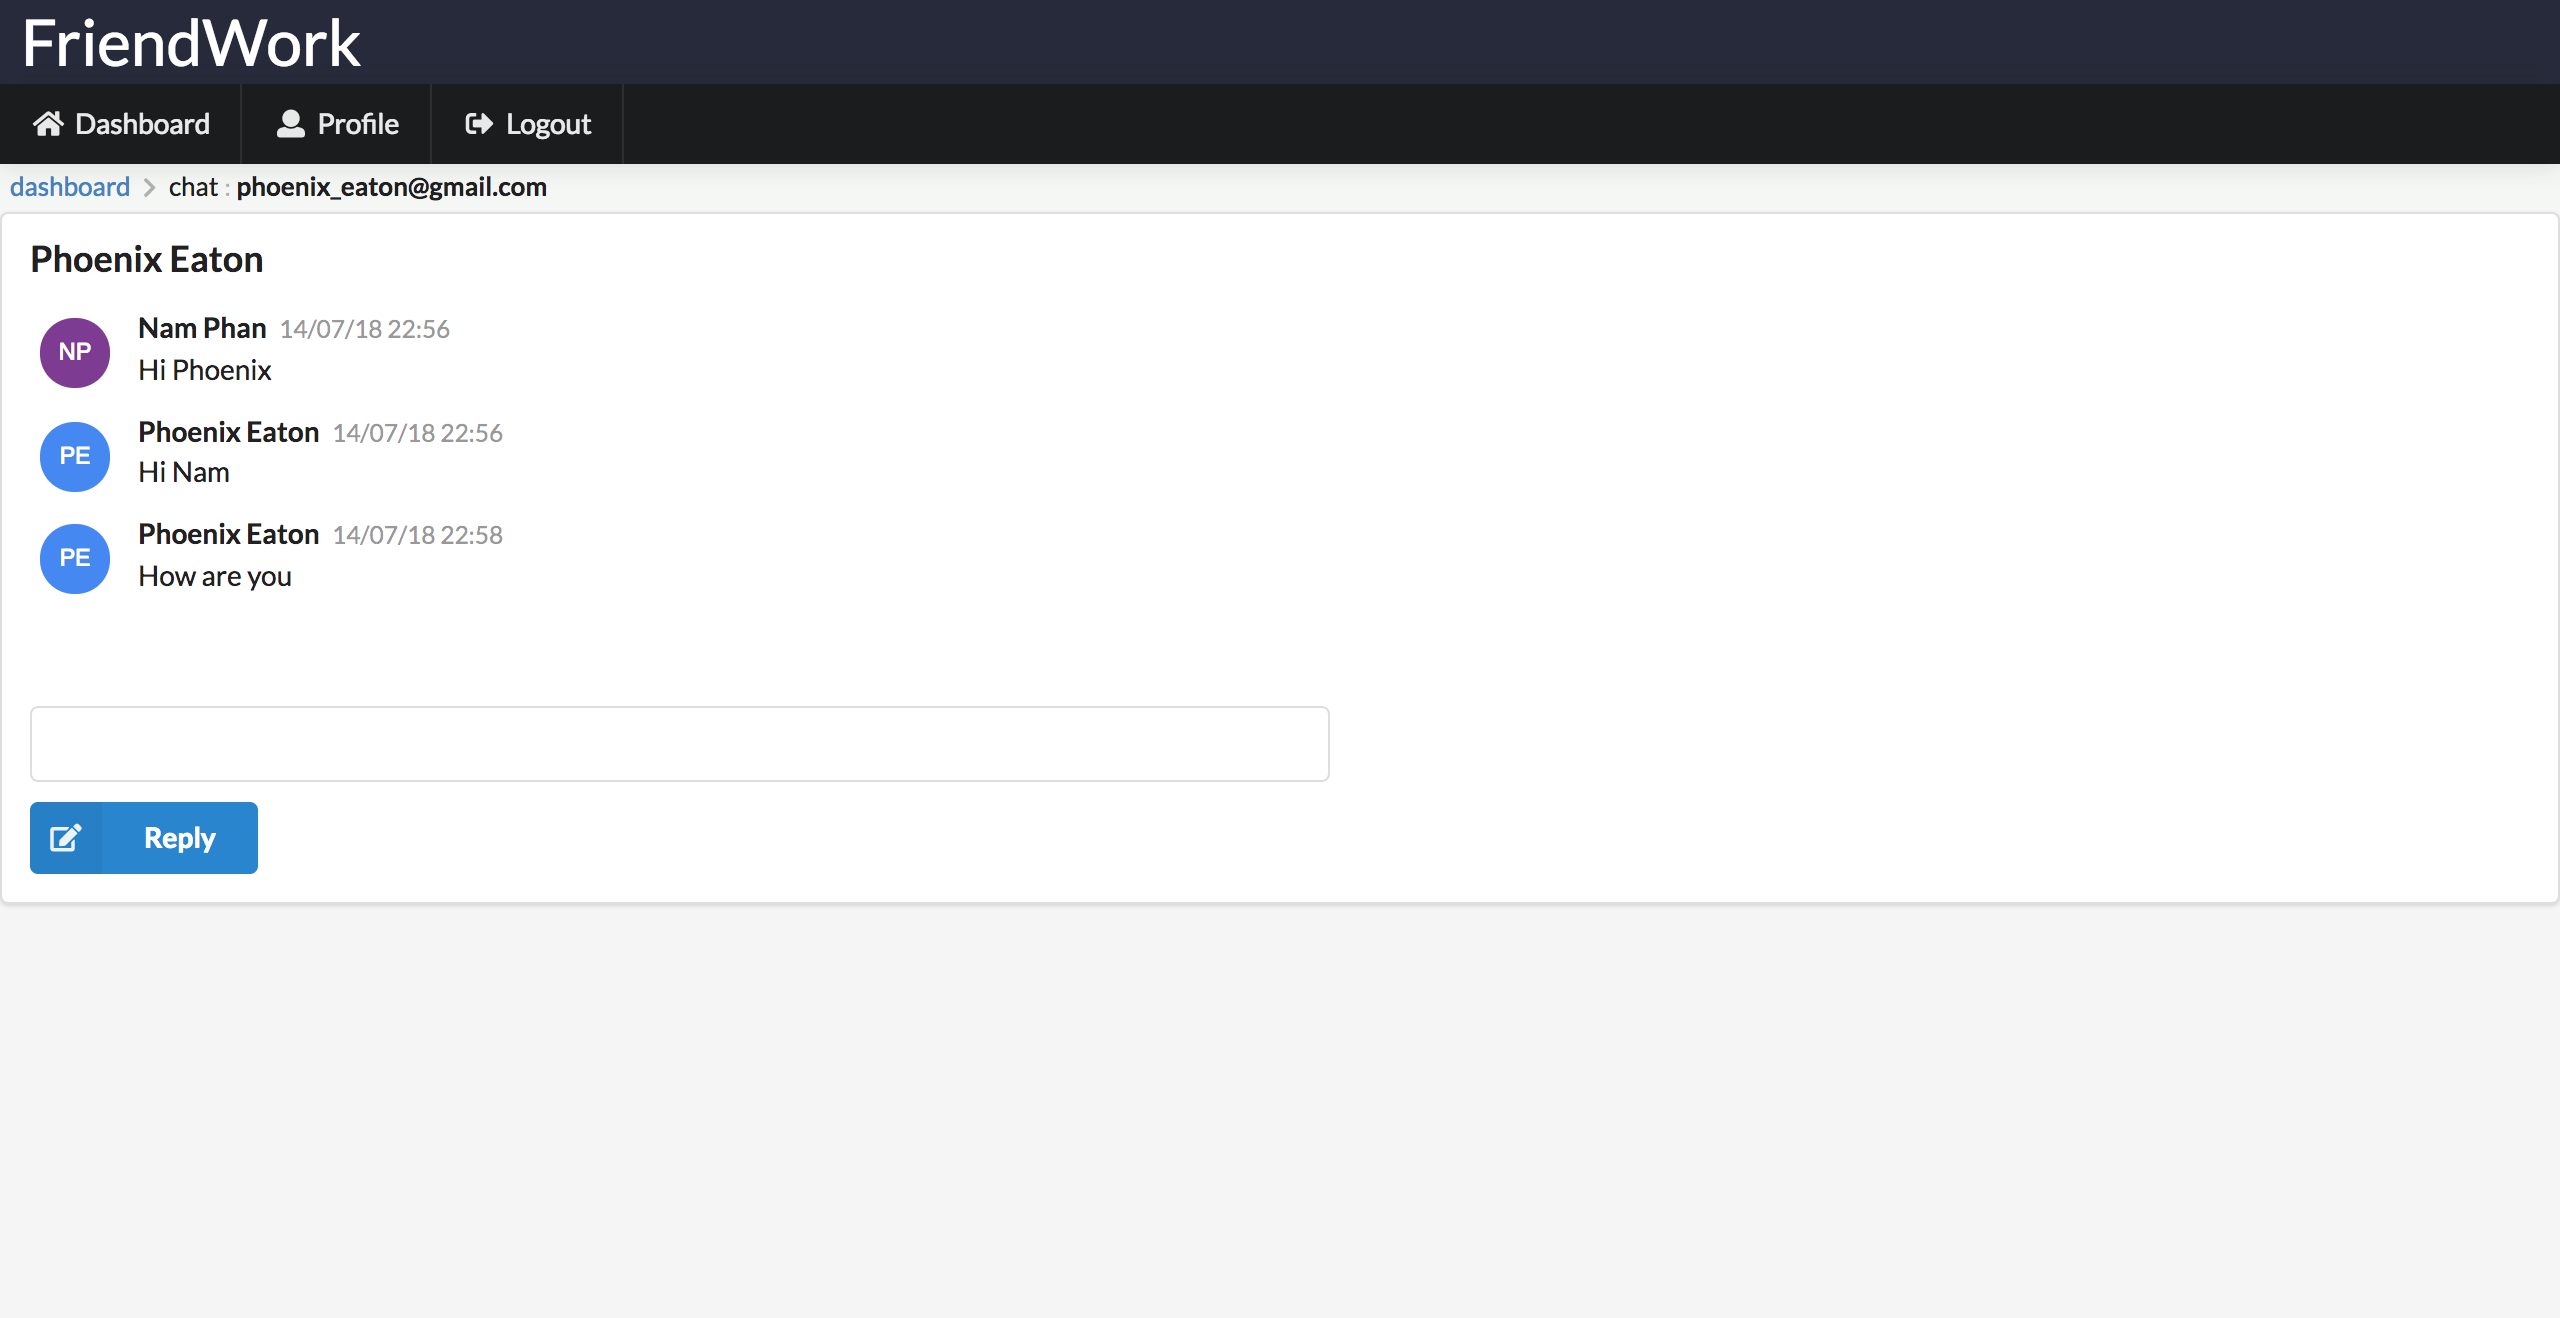 FriendWork
Dashboard Profile Logout
dashboard > chat : phoenix_eaton@gmail.com
Phoenix Eaton
NP
Nam Phan 14/07/18 22:56
Hi Phoenix
PE
Phoenix Eaton 14/07/18 22:56
Hi Nam
PE
Phoenix Eaton 14/07/18 22:58
How are you
Reply